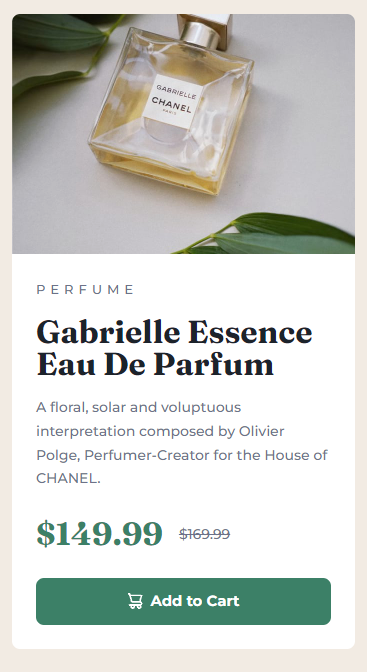 GABRIELLE
CHANEL
PARIS
PERFUME
Gabrielle Essence
Eau De Parfum
A floral, solar and voluptuous
interpretation composed by Olivier
Polge, Perfumer-Creator for the House of
CHANEL.
$149.99 $169.99
Add to Cart